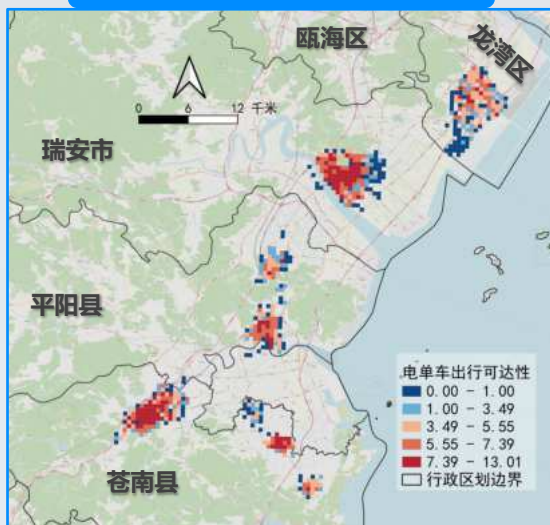 瓯海区
龙湾区
0 6 12 千米
瑞安市
平阳县
苍南县
电单车出行可达性
0.00 - 1.00
1.00 - 3.49
3.49 - 5.55
5.55 - 7.39
7.39 - 13.01
行政区划边界